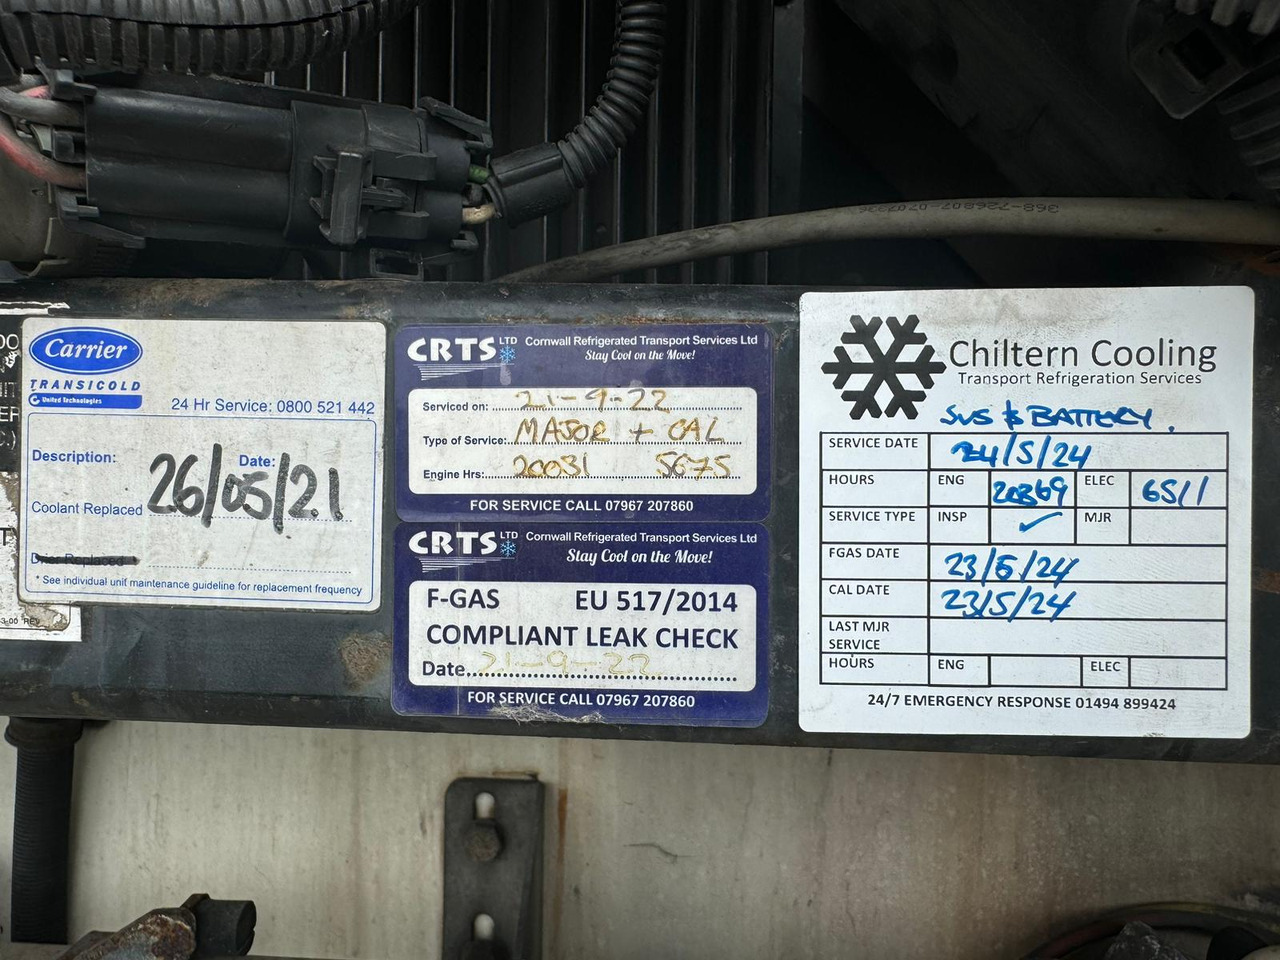 368-726807-0707206
Carrier
TRANSICOLD
United Technologies
24 Hr Service: 0800 521 442
Description: Date:
Coolant Replaced 26/05/21
Drier Replaced
* See individual unit maintenance guideline for replacement frequency
CRTS LTD Cornwall Refrigerated Transport Services Ltd
Stay Cool on the Move!
Serviced on: 21-9-22
Type of Service: MAJOR + CAL
Engine Hrs: 20031 5675
FOR SERVICE CALL 07967 207860
CRTS LTD Cornwall Refrigerated Transport Services Ltd
Stay Cool on the Move!
F-GAS EU 517/2014
COMPLIANT LEAK CHECK
Date 21-9-22
FOR SERVICE CALL 07967 207860
Chiltern Cooling
Transport Refrigeration Services
SVS & BATTERY.
SERVICE DATE 24/5/24
HOURS ENG 20869 ELEC 6511
SERVICE TYPE INSP ✓ MJR
FGAS DATE 23/5/24
CAL DATE 23/5/24
LAST MJR
SERVICE
HOURS ENG ELEC
24/7 EMERGENCY RESPONSE 01494 899424